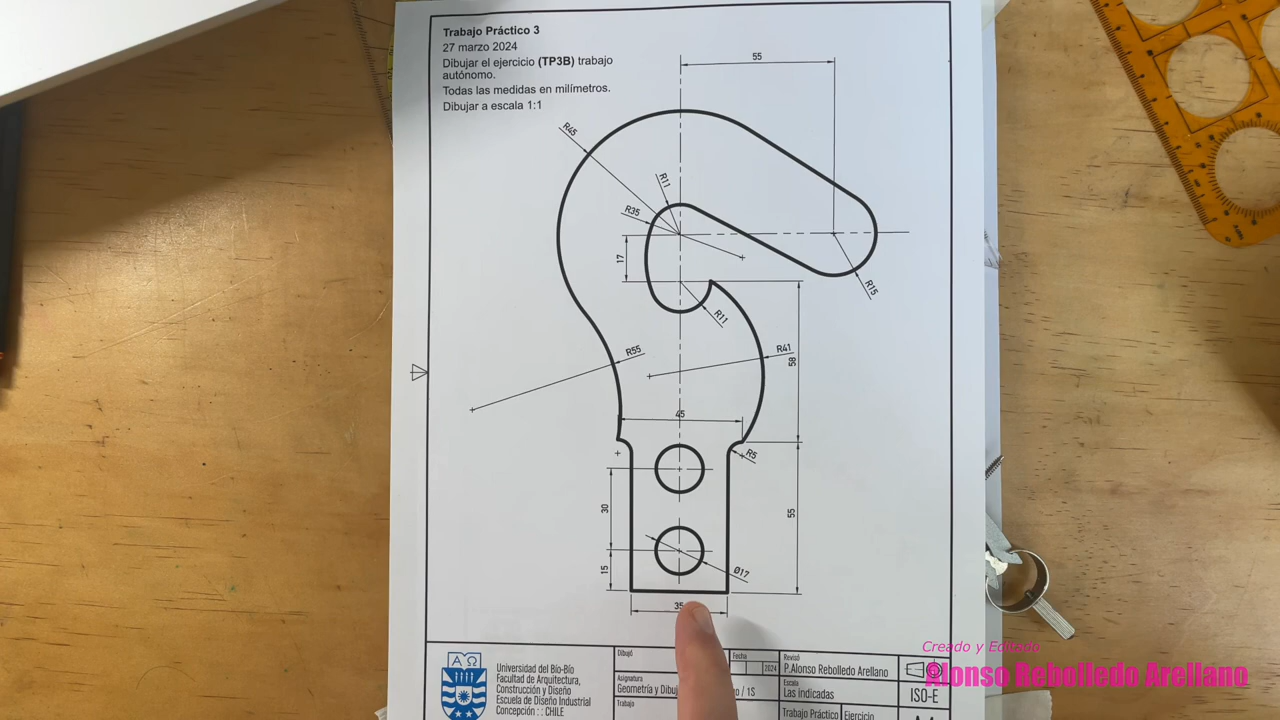 Trabajo Práctico 3
27 marzo 2024
Dibujar el ejercicio (TP3B) trabajo
autónomo.
Todas las medidas en milímetros.
Dibujar a escala 1:1
55
R45
R11
R35
17
R15
R11
R55
R41
58
45
R5
30
55
15
Ø17
35
Dibujó
Fecha
2024
Revisó
P.Alonso Rebolledo Arellano
Universidad del Bío-Bío
Facultad de Arquitectura,
Construcción y Diseño
Escuela de Diseño Industrial
Concepción : : CHILE
Asignatura
Geometría y Dibuj
o / 1S
Escala
Las indicadas
ISO-E
Trabajo
Trabajo Práctico
Ejercicio
ΑΩ
Creado y Editado
Alonso Rebolledo Arellano